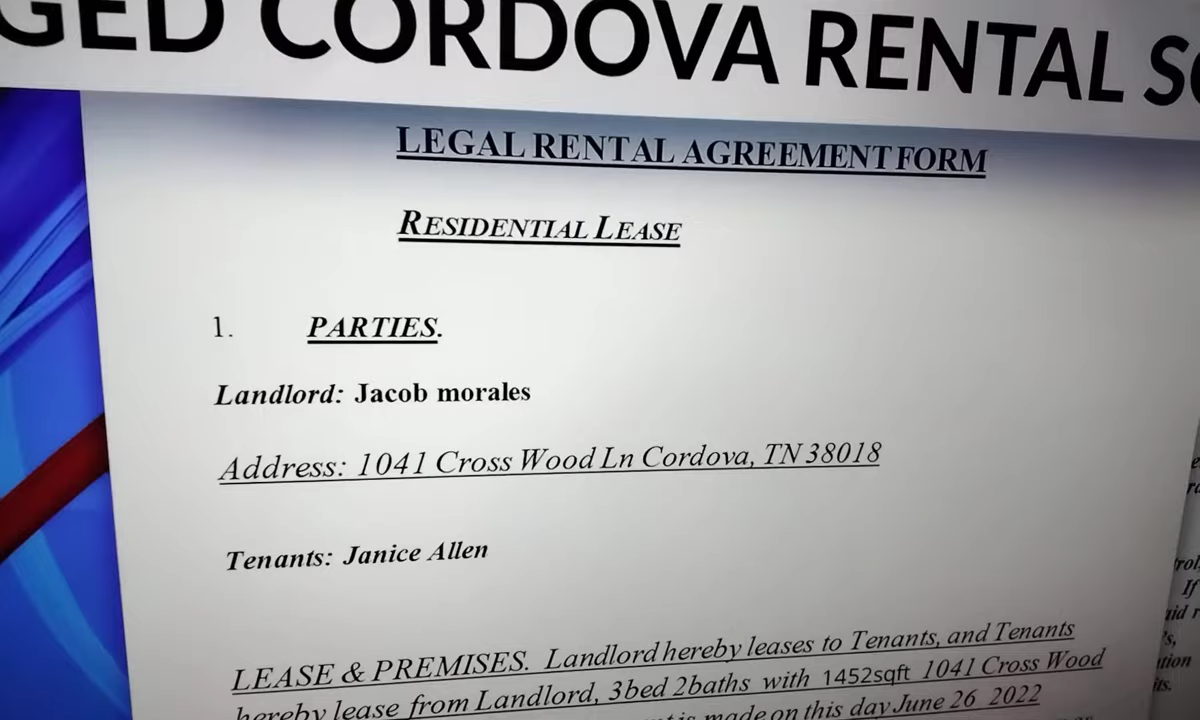 GED CORDOVA RENTAL S
LEGAL RENTAL AGREEMENT FORM
RESIDENTIAL LEASE
1. PARTIES.
Landlord: Jacob morales
Address: 1041 Cross Wood Ln Cordova, TN 38018
Tenants: Janice Allen
LEASE & PREMISES. Landlord hereby leases to Tenants, and Tenants
hereby lease from Landlord, 3bed 2baths with 1452sqft 1041 Cross Wood
is made on this day June 26 2022
If